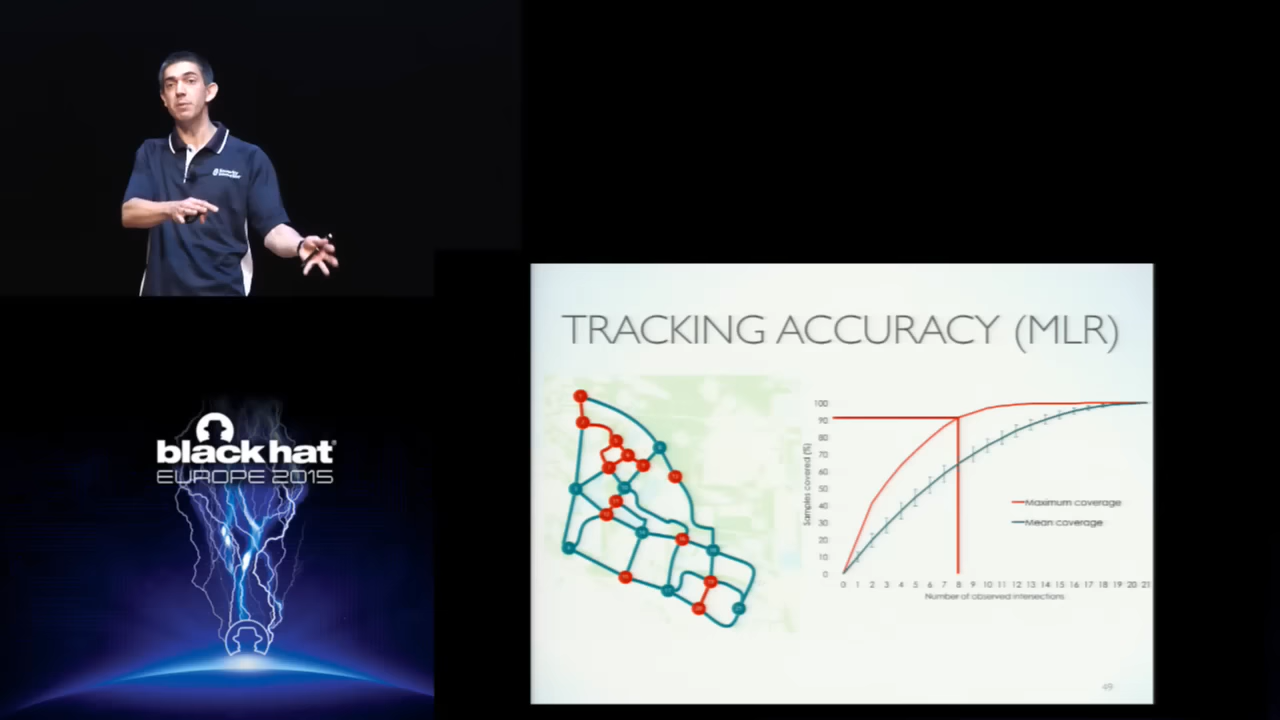 black hat
EUROPE 2015
TRACKING ACCURACY (MLR)
Samples covered (%)
100
90
80
70
60
50
40
30
20
10
0
0 1 2 3 4 5 6 7 8 9 10 11 12 13 14 15 16 17 18 19 20 21
Number of observed intersections
Maximum coverage
Mean coverage
49